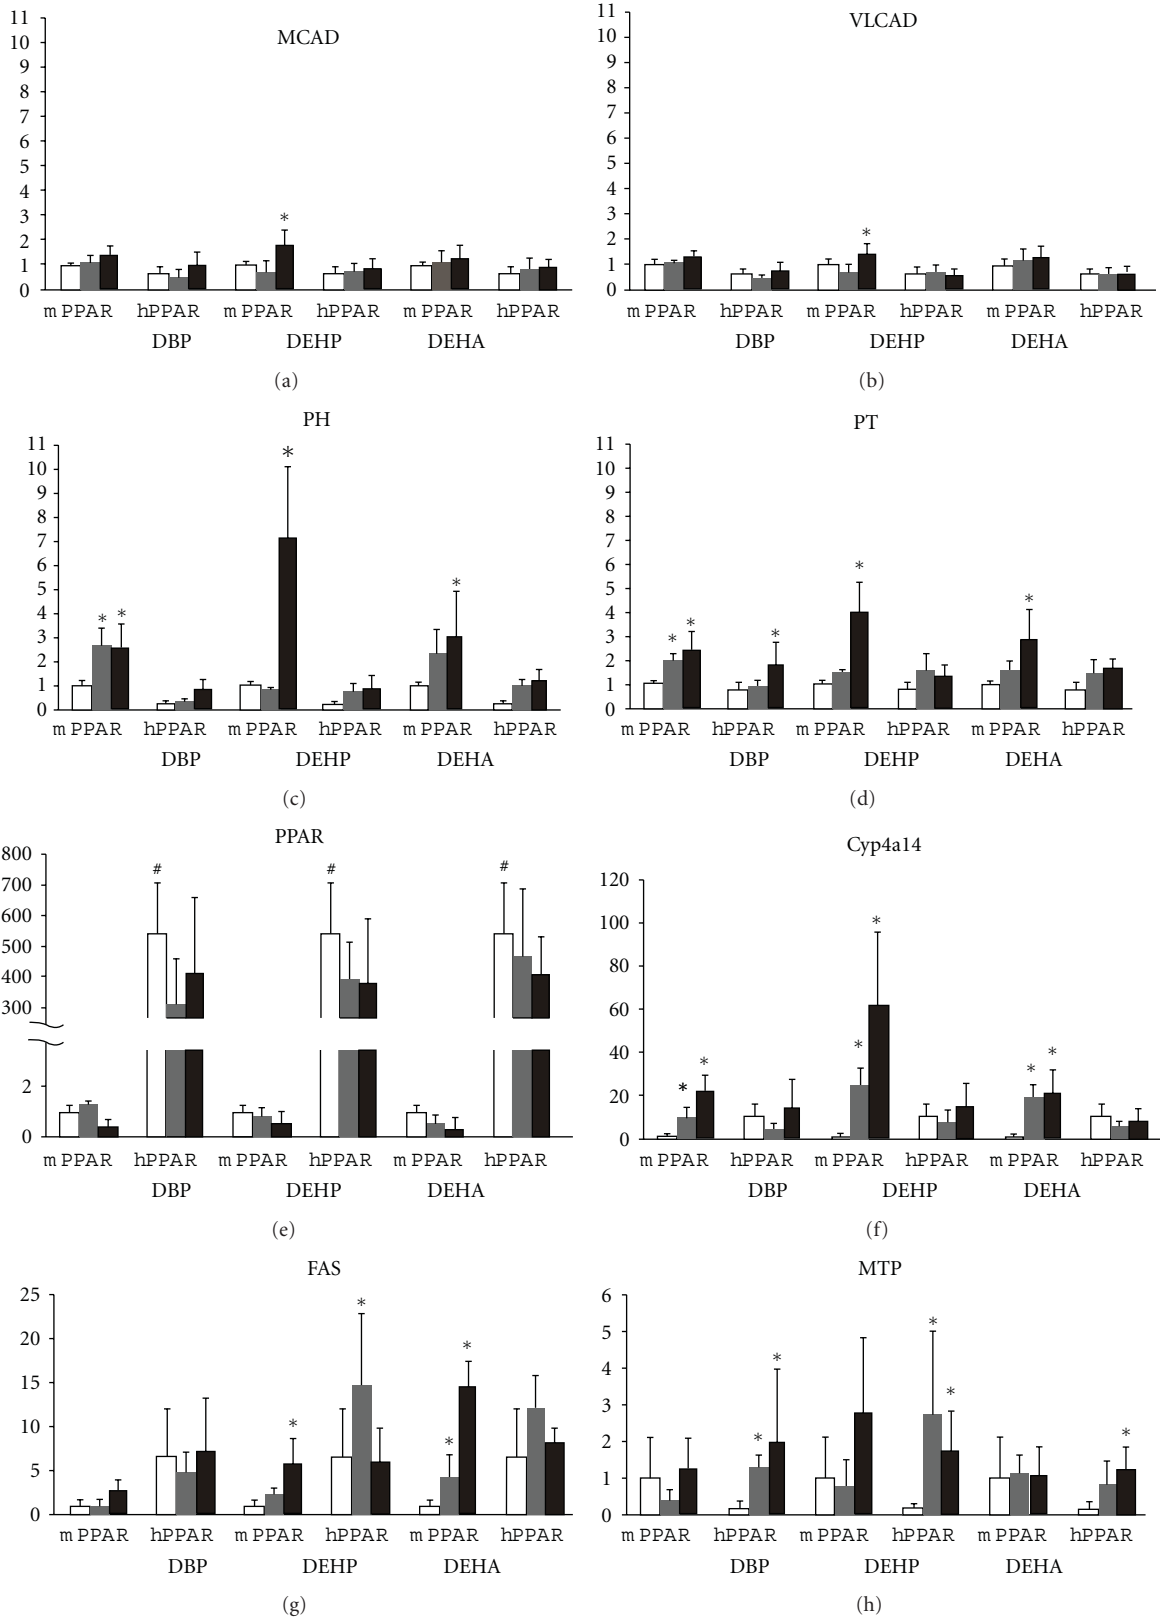 MCAD
11
10
9
8
7
6
5
4
3
2
1
0
*
m PPAR hPPAR m PPAR hPPAR m PPAR hPPAR
DBP DEHP DEHA
(a)
VLCAD
11
10
9
8
7
6
5
4
3
2
1
0
*
m PPAR hPPAR m PPAR hPPAR m PPAR hPPAR
DBP DEHP DEHA
(b)
PH
11
10
9
8
7
6
5
4
3
2
1
0
* * * *
m PPAR hPPAR m PPAR hPPAR m PPAR hPPAR
DBP DEHP DEHA
(c)
PT
11
10
9
8
7
6
5
4
3
2
1
0
* * * * *
m PPAR hPPAR m PPAR hPPAR m PPAR hPPAR
DBP DEHP DEHA
(d)
PPAR
800
700
600
500
400
300
2
0
# # #
m PPAR hPPAR m PPAR hPPAR m PPAR hPPAR
DBP DEHP DEHA
(e)
Cyp4a14
120
100
80
60
40
20
0
* * * * * *
m PPAR hPPAR m PPAR hPPAR m PPAR hPPAR
DBP DEHP DEHA
(f)
FAS
25
20
15
10
5
0
* * * *
m PPAR hPPAR m PPAR hPPAR m PPAR hPPAR
DBP DEHP DEHA
(g)
MTP
6
5
4
3
2
1
0
* * * * *
m PPAR hPPAR m PPAR hPPAR m PPAR hPPAR
DBP DEHP DEHA
(h)